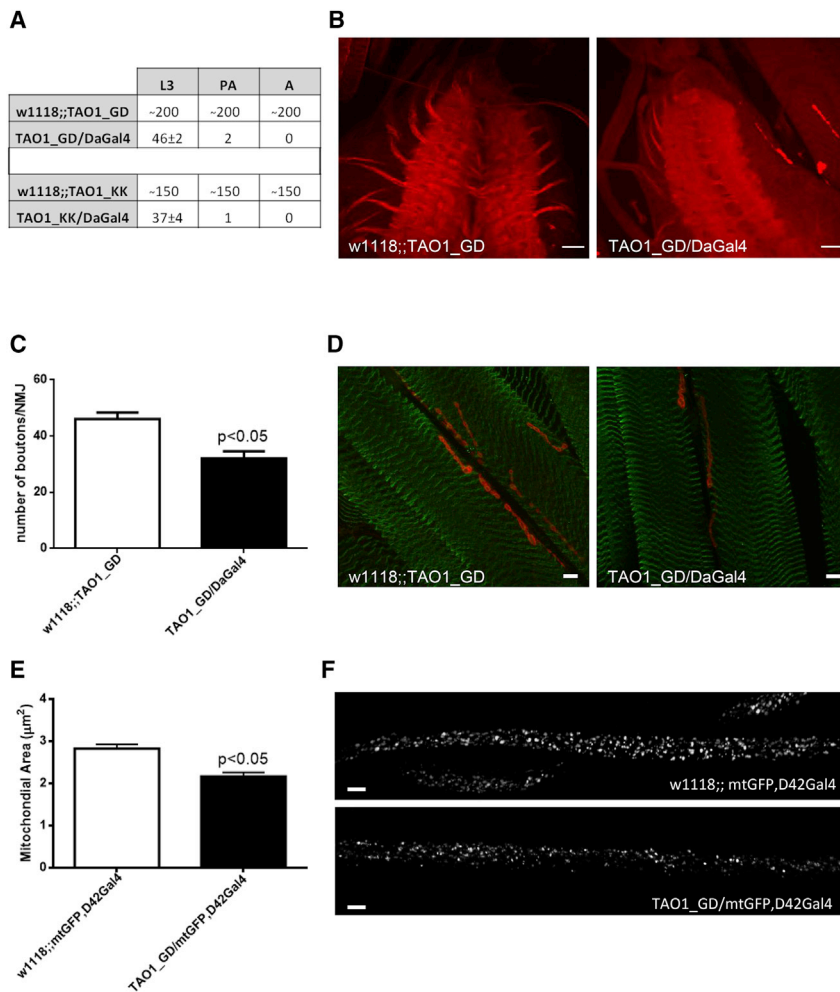 A
L3 PA A
w1118;;TAO1_GD ~200 ~200 ~200
TAO1_GD/DaGal4 46±2 2 0
w1118;;TAO1_KK ~150 ~150 ~150
TAO1_KK/DaGal4 37±4 1 0
B
w1118;;TAO1_GD
TAO1_GD/DaGal4
C
number of boutons/NMJ
60
40
20
0
p<0.05
w1118;;TAO1_GD
TAO1_GD/DaGal4
D
w1118;;TAO1_GD
TAO1_GD/DaGal4
E
Mitochondial Area (µm²)
4
3
2
1
0
p<0.05
w1118;;mtGFP,D42Gal4
TAO1_GD/mtGFP,D42Gal4
F
w1118;; mtGFP,D42Gal4
TAO1_GD/mtGFP,D42Gal4